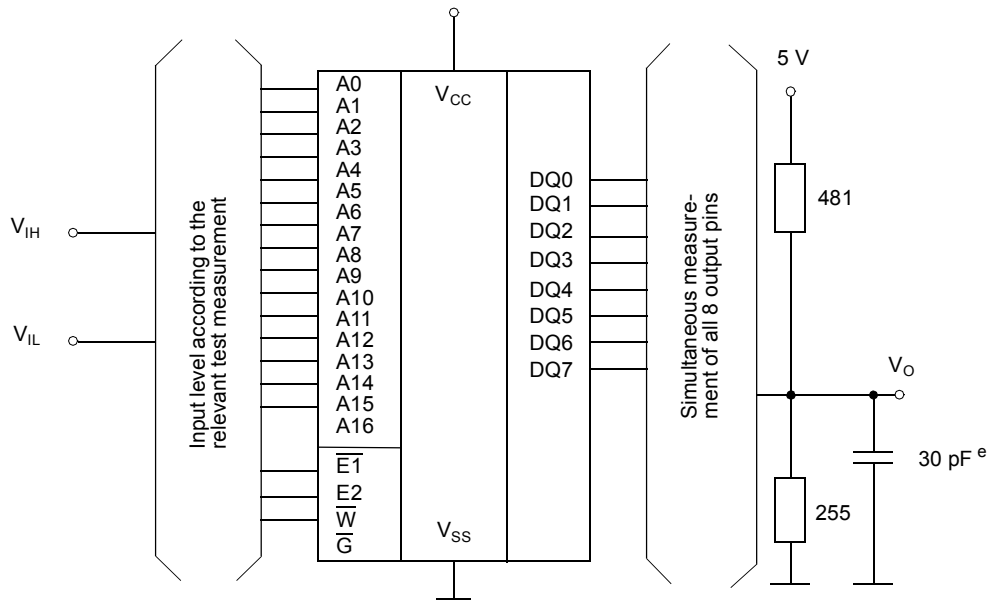 V_IH
V_IL
Input level according to the
relevant test measurement
A0
A1
A2
A3
A4
A5
A6
A7
A8
A9
A10
A11
A12
A13
A14
A15
A16
E1
E2
W
G
V_CC
V_SS
DQ0
DQ1
DQ2
DQ3
DQ4
DQ5
DQ6
DQ7
Simultaneous measure-
ment of all 8 output pins
5 V
481
V_O
30 pF e
255